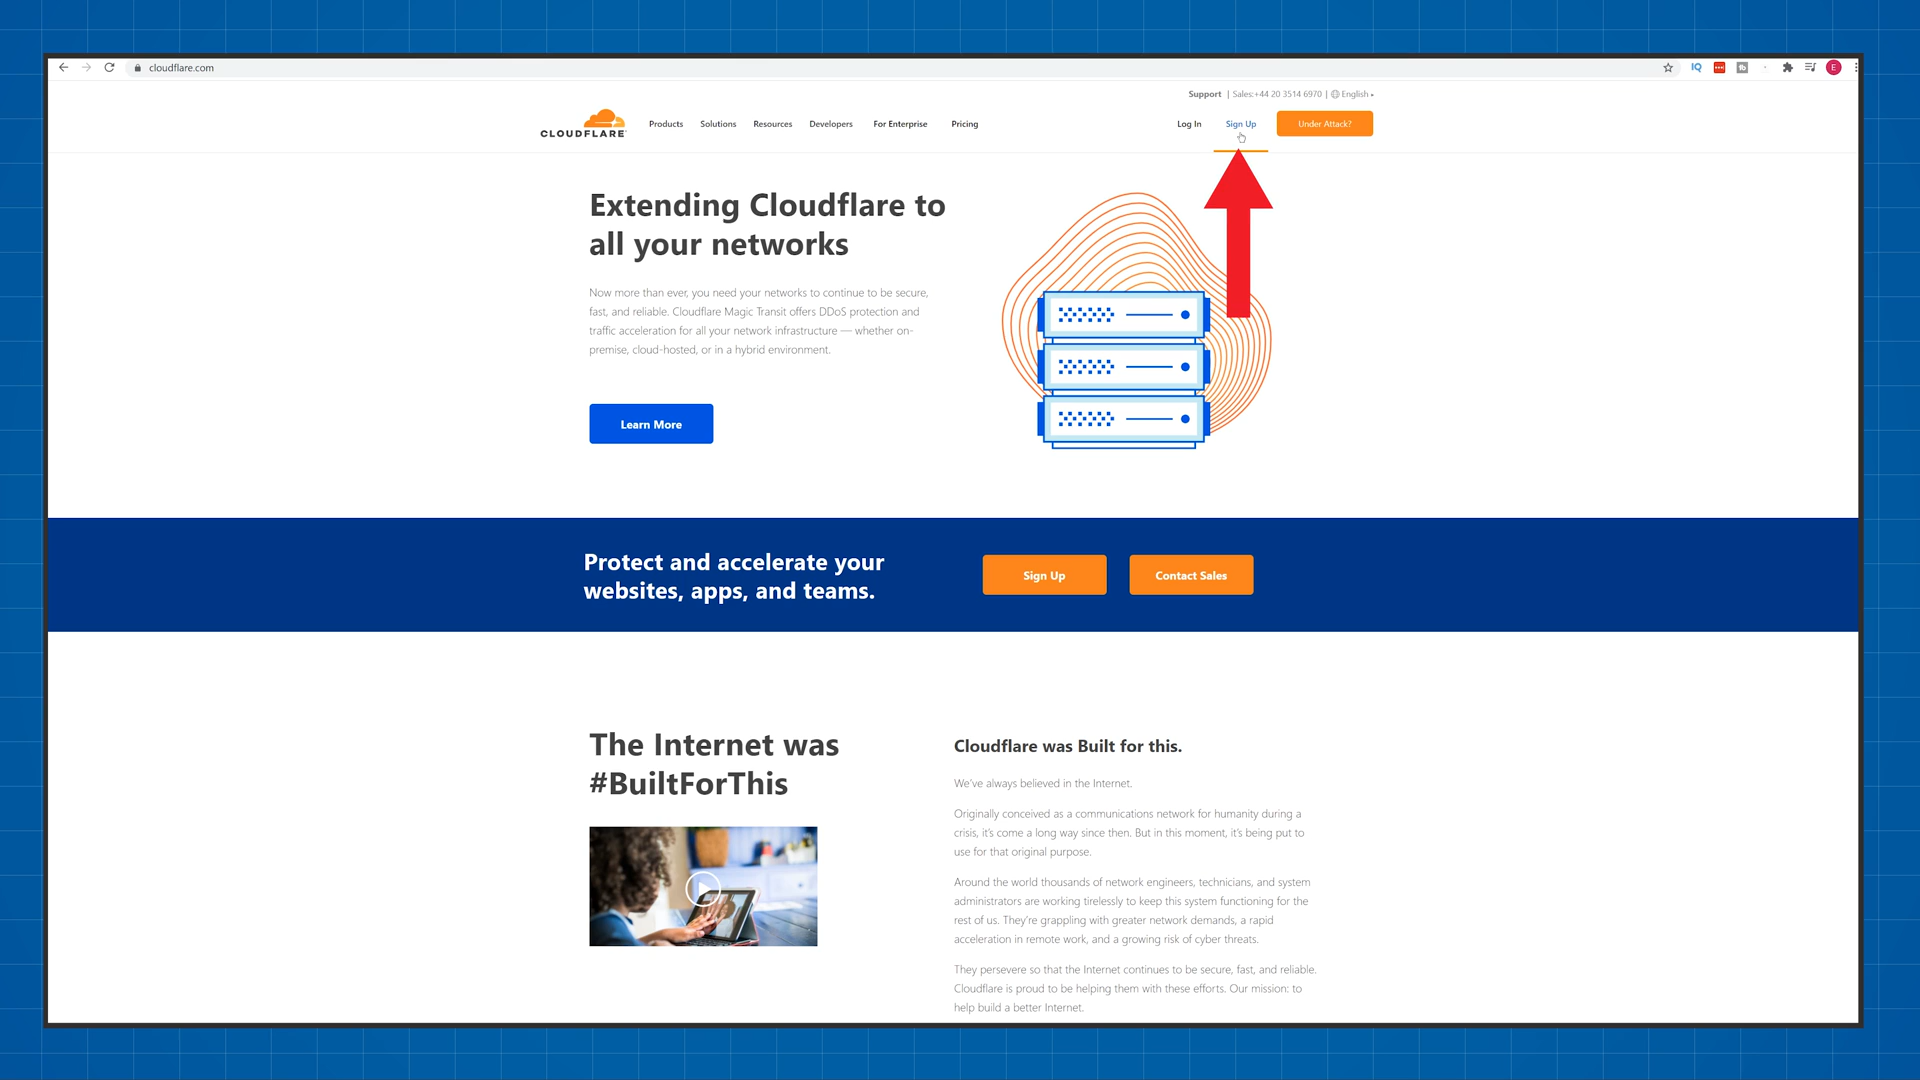 cloudflare.com
IQ
E
Support | Sales:+44 20 3514 6970 | English
CLOUDFLARE
Products Solutions Resources Developers For Enterprise Pricing
Log In Sign Up Under Attack?
Extending Cloudflare to
all your networks
Now more than ever, you need your networks to continue to be secure,
fast, and reliable. Cloudflare Magic Transit offers DDoS protection and
traffic acceleration for all your network infrastructure — whether on-
premise, cloud-hosted, or in a hybrid environment.
Learn More
Protect and accelerate your
websites, apps, and teams.
Sign Up Contact Sales
The Internet was
#BuiltForThis
Cloudflare was Built for this.
We've always believed in the Internet.
Originally conceived as a communications network for humanity during a
crisis, it's come a long way since then. But in this moment, it's being put to
use for that original purpose.
Around the world thousands of network engineers, technicians, and system
administrators are working tirelessly to keep this system functioning for the
rest of us. They're grappling with greater network demands, a rapid
acceleration in remote work, and a growing risk of cyber threats.
They persevere so that the Internet continues to be secure, fast, and reliable.
Cloudflare is proud to be helping them with these efforts. Our mission: to
help build a better Internet.